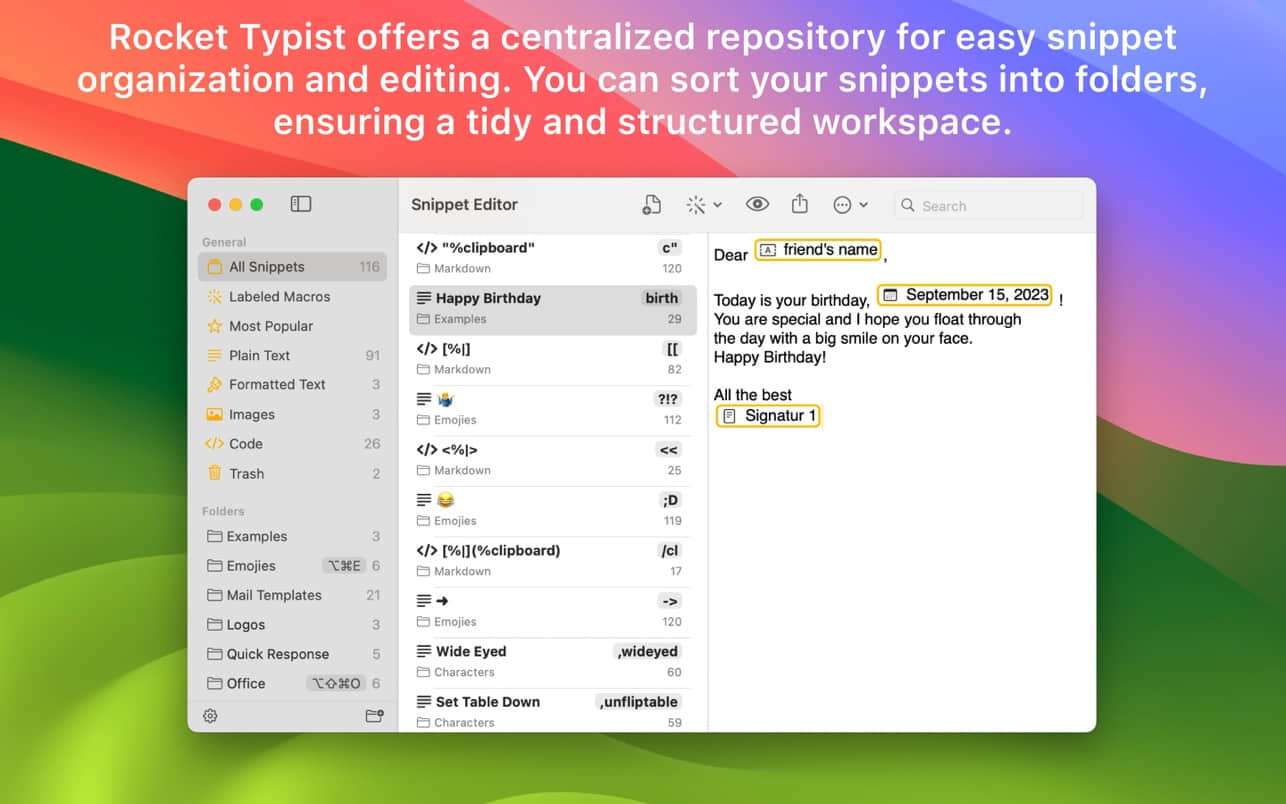 Rocket Typist offers a centralized repository for easy snippet
organization and editing. You can sort your snippets into folders,
ensuring a tidy and structured workspace.
Snippet Editor
Search
General
All Snippets 116
Labeled Macros
Most Popular
Plain Text 91
Formatted Text 3
Images 3
Code 26
Trash 2
Folders
Examples 3
Emojies ⌥⌘E 6
Mail Templates 21
Logos 3
Quick Response 5
Office ⌥⇧⌘O 6
</> "%clipboard" c"
Markdown 120
Happy Birthday birth
Examples 29
</> [%|] [[
Markdown 82
🤷‍♂️ ?!?
Emojies 112
</> <%|> <<
Markdown 25
😂 ;D
Emojies 119
</> [%|](%clipboard) /cl
Markdown 17
➜ ->
Emojies 120
Wide Eyed ,wideyed
Characters 60
Set Table Down ,unfliptable
Characters 59
Dear friend's name ,
Today is your birthday, September 15, 2023 !
You are special and I hope you float through
the day with a big smile on your face.
Happy Birthday!
All the best
Signatur 1